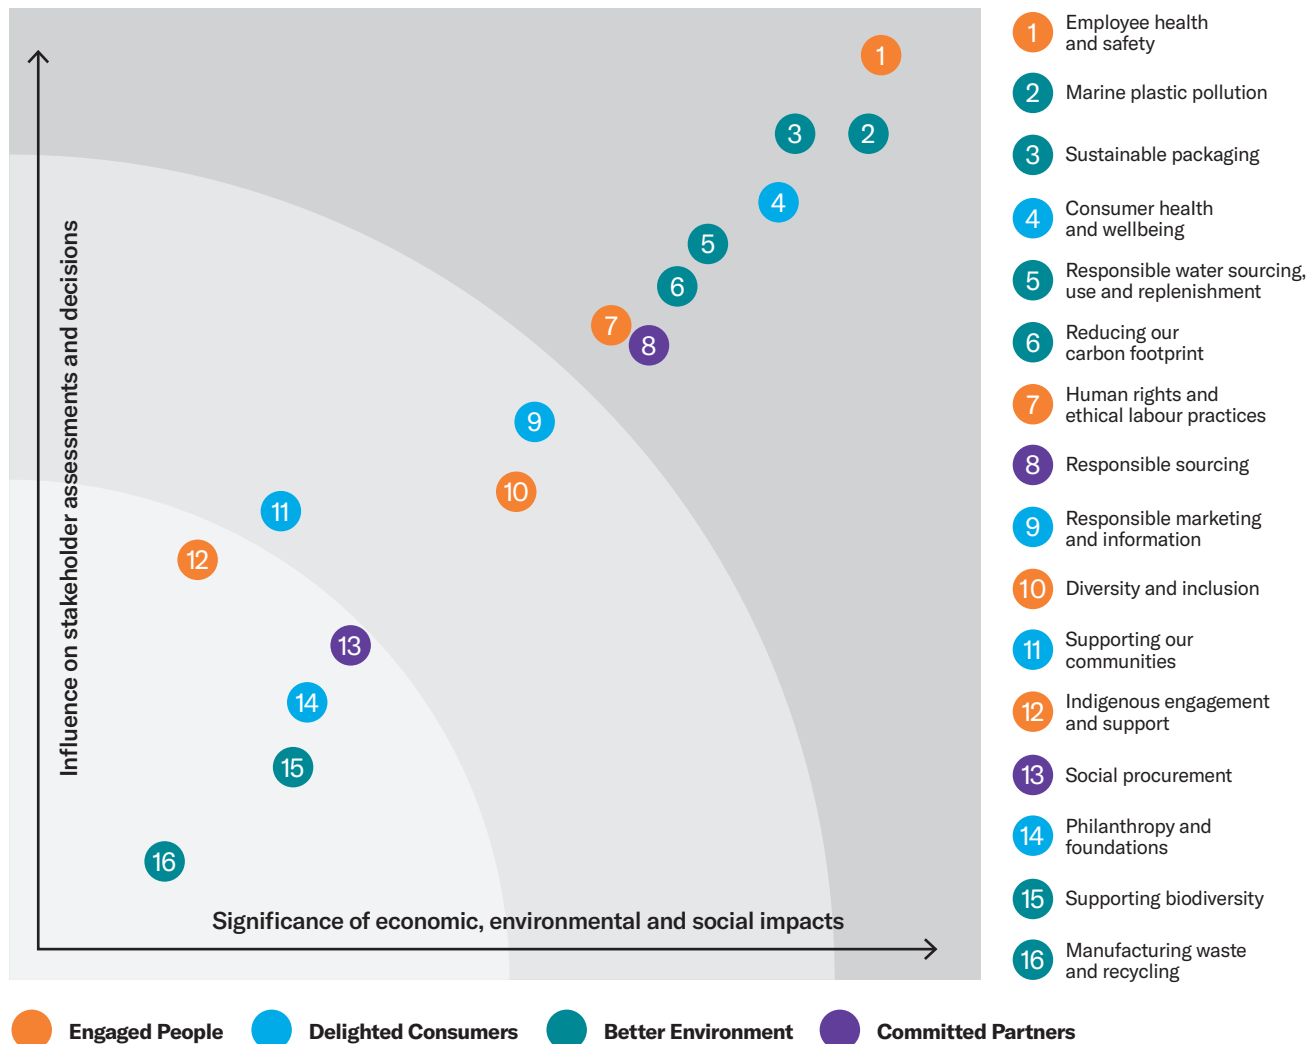 1
3
2
4
5
6
7
8
9
10
11
12
13
14
15
16
Influence on stakeholder assessments and decisions
Significance of economic, environmental and social impacts
1
Employee health
and safety
2
Marine plastic pollution
3
Sustainable packaging
4
Consumer health
and wellbeing
5
Responsible water sourcing,
use and replenishment
6
Reducing our
carbon footprint
7
Human rights and
ethical labour practices
8
Responsible sourcing
9
Responsible marketing
and information
10
Diversity and inclusion
11
Supporting our
communities
12
Indigenous engagement
and support
13
Social procurement
14
Philanthropy and
foundations
15
Supporting biodiversity
16
Manufacturing waste
and recycling
Engaged People
Delighted Consumers
Better Environment
Committed Partners